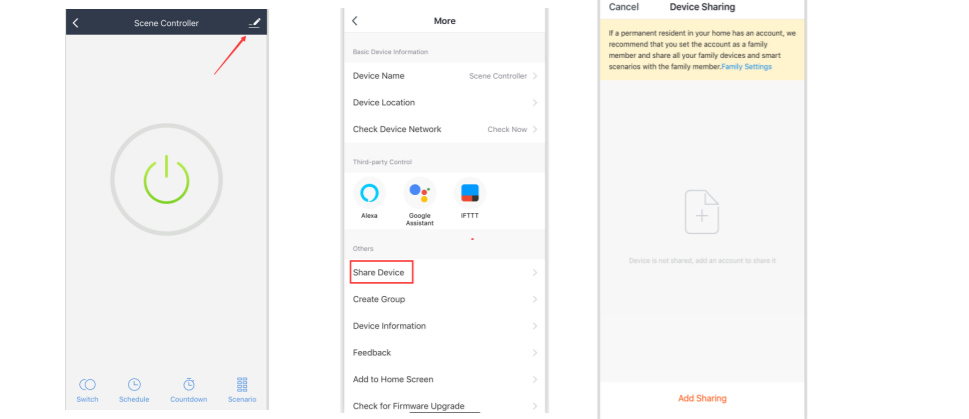 Scene Controller
Switch
Schedule
Countdown
Scenario
More
Basic Device Information
Device Name
Scene Controller
Device Location
Check Device Network
Check Now
Third-party Control
Alexa
Google
Assistant
IFTTT
Others
Share Device
Create Group
Device Information
Feedback
Add to Home Screen
Check for Firmware Upgrade
Cancel
Device Sharing
If a permanent resident in your home has an account, we
recommend that you set the account as a family
member and share all your family devices and smart
scenarios with the family member.Family Settings
Device is not shared, add an account to share it
Add Sharing